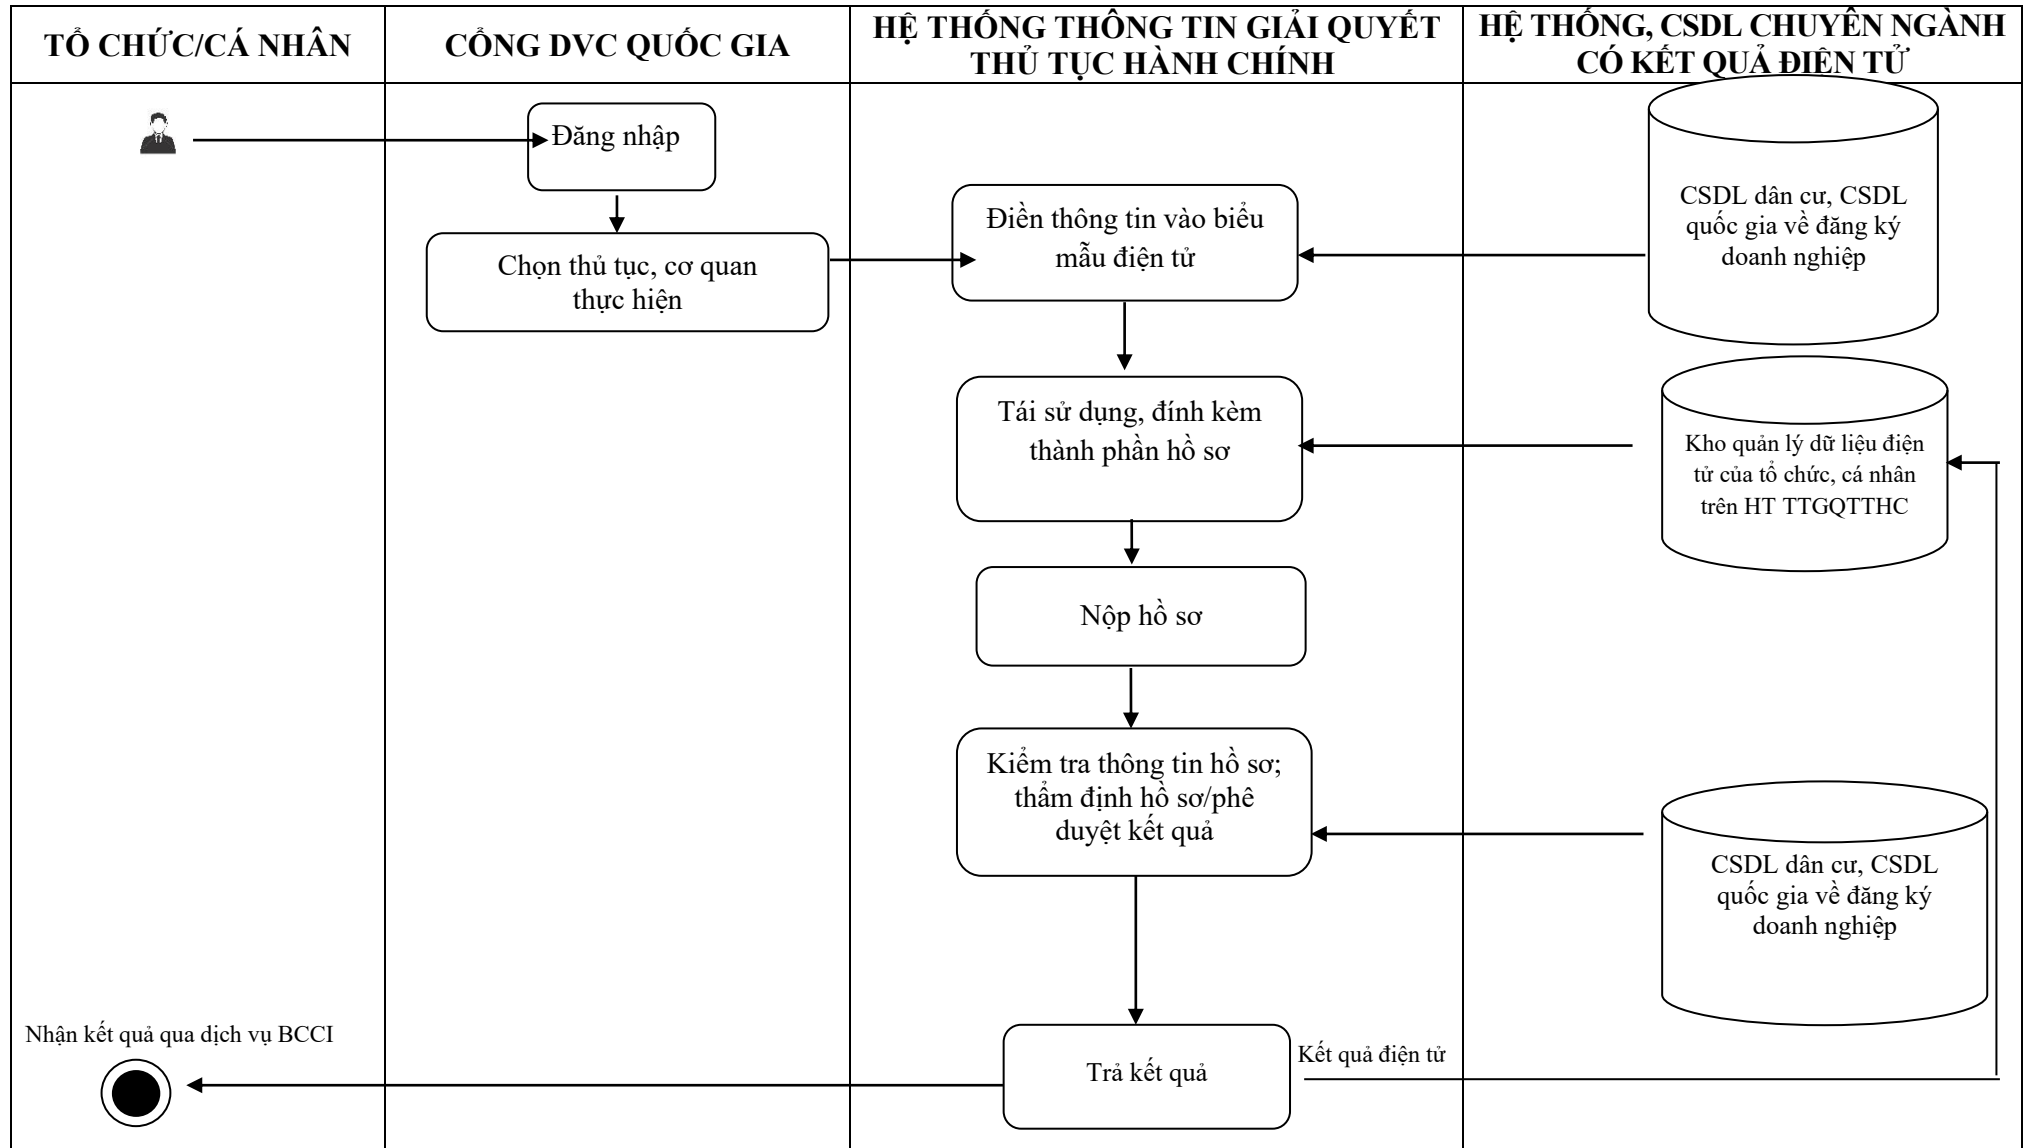 TỔ CHỨC/CÁ NHÂN
CỔNG DVC QUỐC GIA
HỆ THỐNG THÔNG TIN GIẢI QUYẾT
THỦ TỤC HÀNH CHÍNH
HỆ THỐNG, CSDL CHUYÊN NGÀNH
CÓ KẾT QUẢ ĐIỆN TỬ
Đăng nhập
Chọn thủ tục, cơ quan
thực hiện
Điền thông tin vào biểu
mẫu điện tử
CSDL dân cư, CSDL
quốc gia về đăng ký
doanh nghiệp
Tái sử dụng, đính kèm
thành phần hồ sơ
Kho quản lý dữ liệu điện
tử của tổ chức, cá nhân
trên HT TTGQTTHC
Nộp hồ sơ
Kiểm tra thông tin hồ sơ;
thẩm định hồ sơ/phê
duyệt kết quả
CSDL dân cư, CSDL
quốc gia về đăng ký
doanh nghiệp
Nhận kết quả qua dịch vụ BCCI
Trả kết quả
Kết quả điện tử